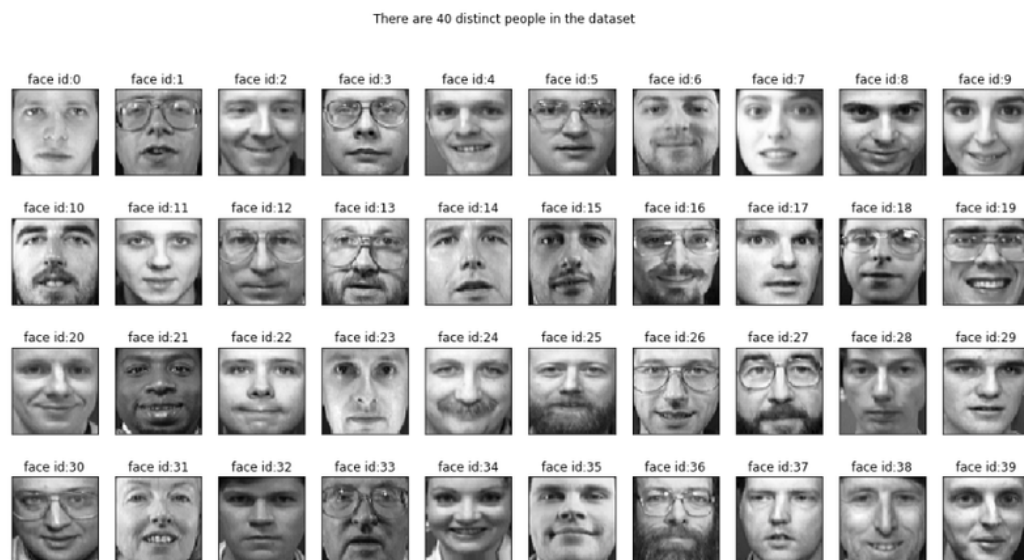 There are 40 distinct people in the dataset
face id:0 face id:1 face id:2 face id:3 face id:4 face id:5 face id:6 face id:7 face id:8 face id:9
face id:10 face id:11 face id:12 face id:13 face id:14 face id:15 face id:16 face id:17 face id:18 face id:19
face id:20 face id:21 face id:22 face id:23 face id:24 face id:25 face id:26 face id:27 face id:28 face id:29
face id:30 face id:31 face id:32 face id:33 face id:34 face id:35 face id:36 face id:37 face id:38 face id:39